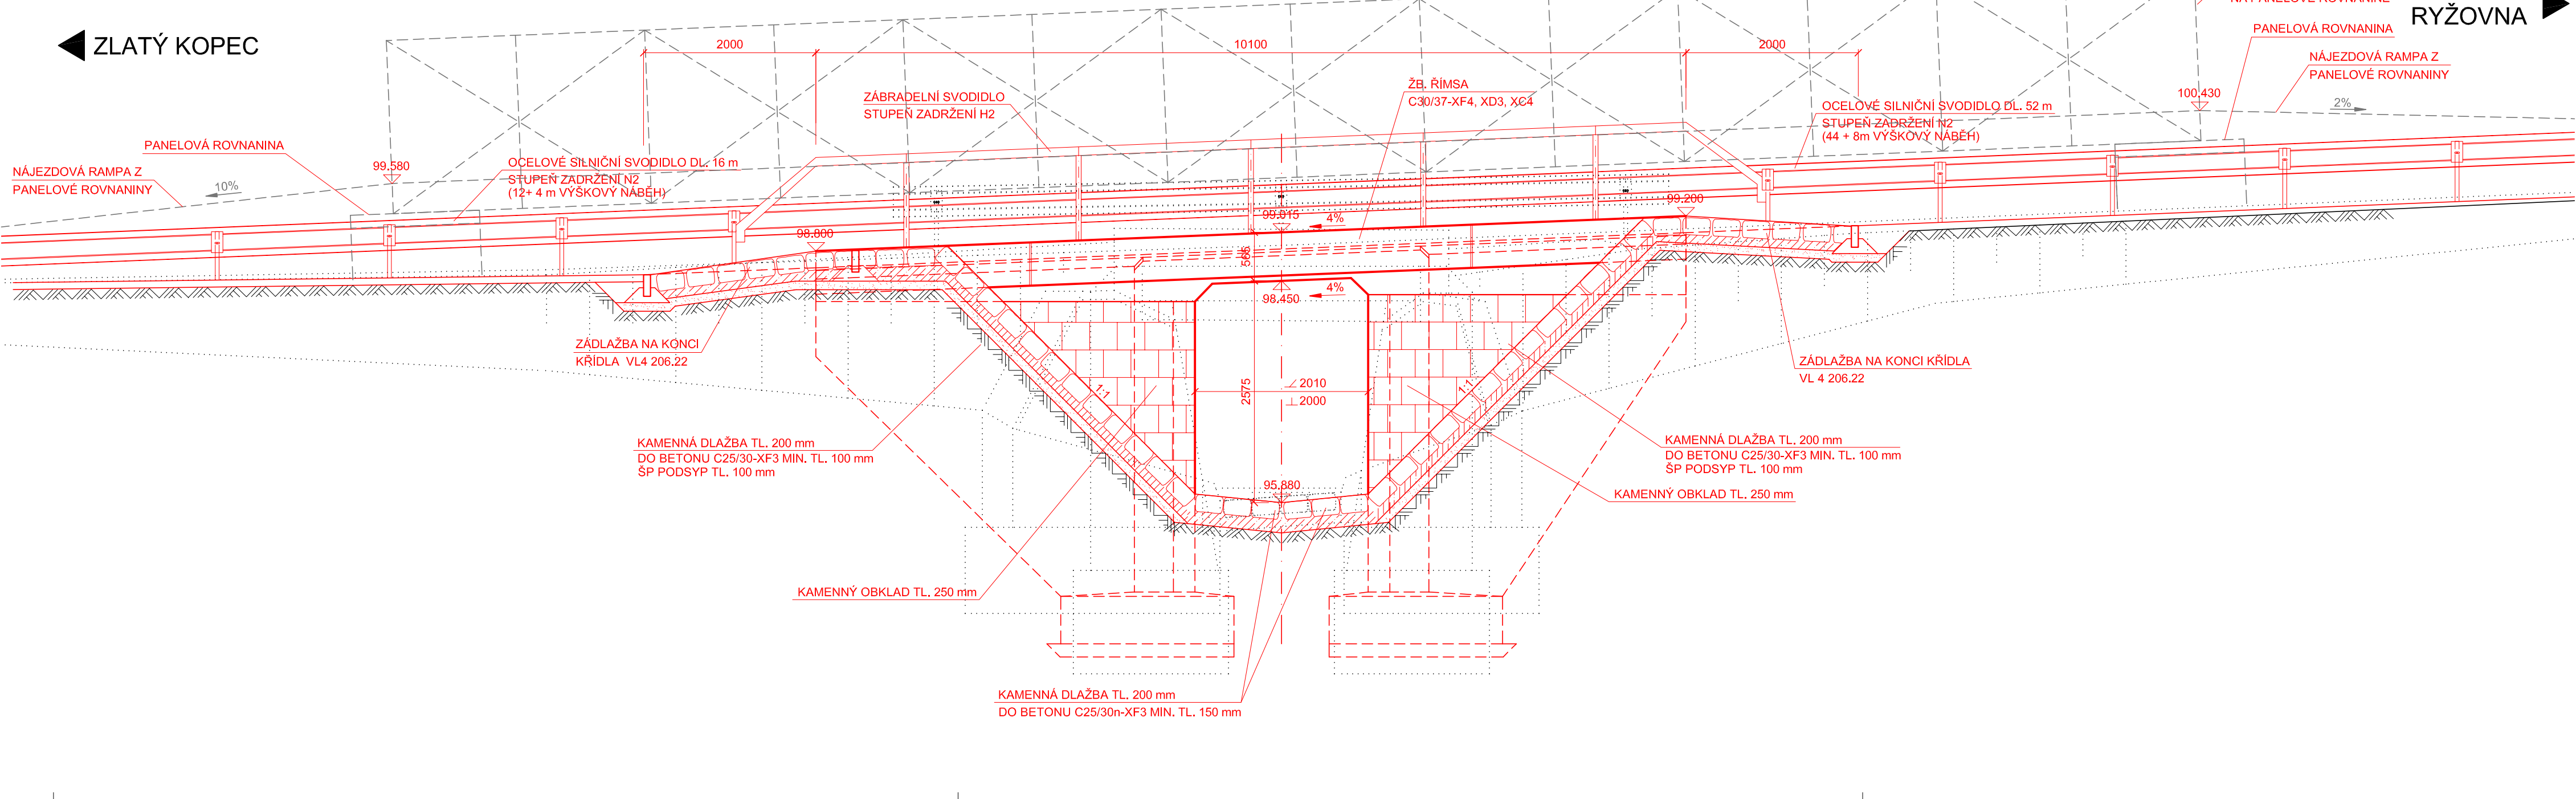 ZLATÝ KOPEC
RYŽOVNA
PANELOVÁ ROVNANINA
NÁJEZDOVÁ RAMPA Z
PANELOVÉ ROVNANINY
2%
100.430
2000
10100
2000
ZÁBRADELNÍ SVODIDLO
STUPEŇ ZADRŽENÍ H2
ŽB. ŘÍMSA
C30/37-XF4, XD3, XC4
OCELOVÉ SILNIČNÍ SVODIDLO DL. 52 m
STUPEŇ ZADRŽENÍ N2
(44 + 8m VÝŠKOVÝ NÁBĚH)
PANELOVÁ ROVNANINA
NÁJEZDOVÁ RAMPA Z
PANELOVÉ ROVNANINY
10%
99.580
OCELOVÉ SILNIČNÍ SVODIDLO DL. 16 m
STUPEŇ ZADRŽENÍ N2
(12+ 4 m VÝŠKOVÝ NÁBĚH)
98.800
99.015
4%
99.200
565
98.450
4%
ZÁDLAŽBA NA KONCI
KŘÍDLA VL4 206.22
ZÁDLAŽBA NA KONCI KŘÍDLA
VL 4 206.22
1:1
2575
2010
2000
1:1
KAMENNÁ DLAŽBA TL. 200 mm
DO BETONU C25/30-XF3 MIN. TL. 100 mm
ŠP PODSYP TL. 100 mm
KAMENNÁ DLAŽBA TL. 200 mm
DO BETONU C25/30-XF3 MIN. TL. 100 mm
ŠP PODSYP TL. 100 mm
95.880
KAMENNÝ OBKLAD TL. 250 mm
KAMENNÝ OBKLAD TL. 250 mm
KAMENNÁ DLAŽBA TL. 200 mm
DO BETONU C25/30n-XF3 MIN. TL. 150 mm